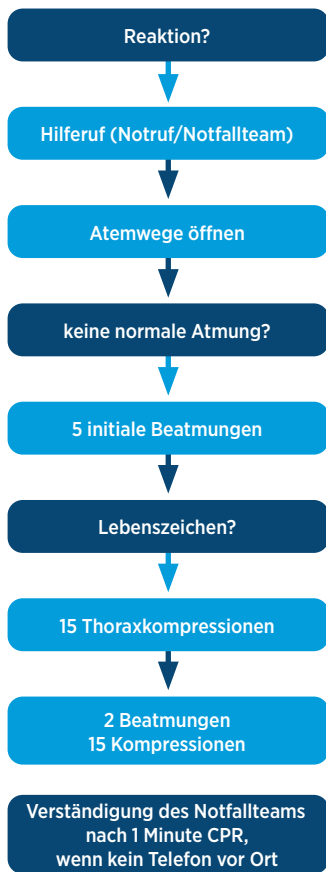 Reaktion?
Hilferuf (Notruf/Notfallteam)
Atemwege öffnen
keine normale Atmung?
5 initiale Beatmungen
Lebenszeichen?
15 Thoraxkompressionen
2 Beatmungen
15 Kompressionen
Verständigung des Notfallteams
nach 1 Minute CPR,
wenn kein Telefon vor Ort